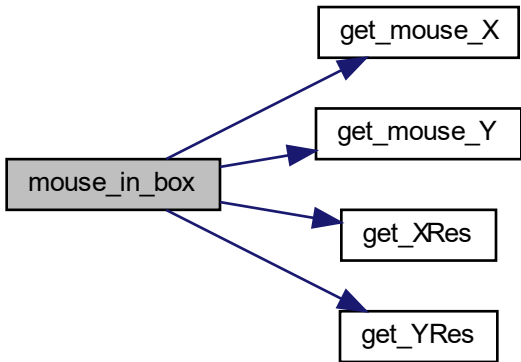 get_mouse_X
get_mouse_Y
mouse_in_box
get_XRes
get_YRes